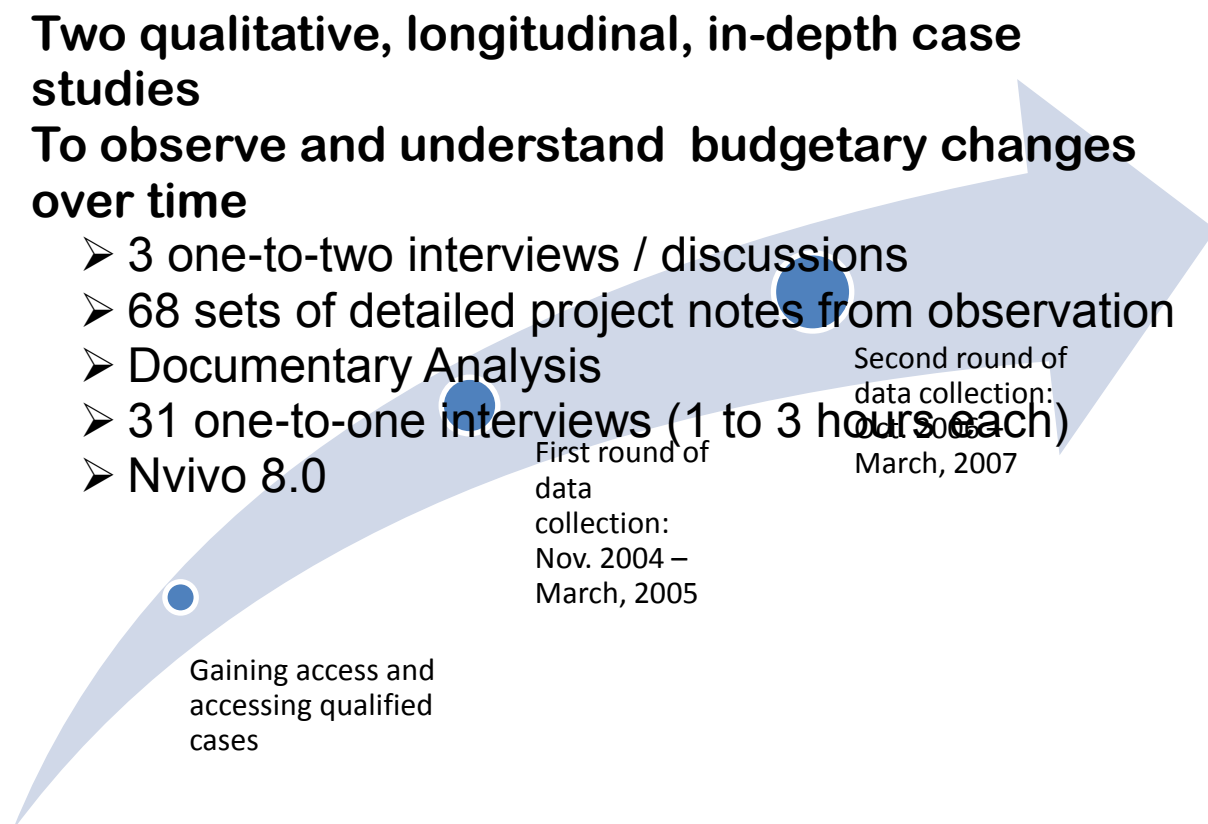 Two qualitative, longitudinal, in-depth case
studies
To observe and understand budgetary changes
over time
➢ 3 one-to-two interviews / discussions
➢ 68 sets of detailed project notes from observation
➢ Documentary Analysis
➢ 31 one-to-one interviews (1 to 3 hours each)
➢ Nvivo 8.0
Gaining access and
accessing qualified
cases
First round of
data
collection:
Nov. 2004 –
March, 2005
Second round of
data collection:
Oct. 2006 –
March, 2007